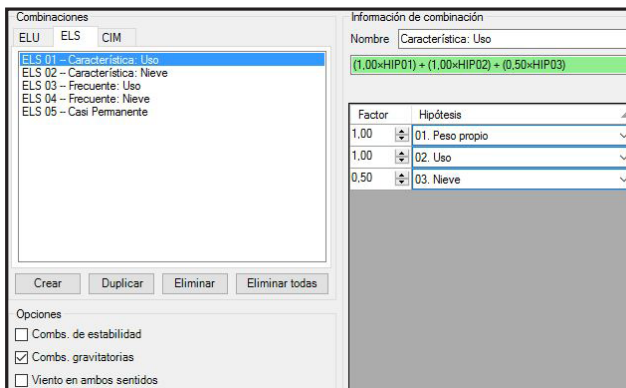 Combinaciones
ELU ELS CIM
ELS 01 – Característica: Uso
ELS 02 – Característica: Nieve
ELS 03 – Frecuente: Uso
ELS 04 – Frecuente: Nieve
ELS 05 – Casi Permanente
Crear Duplicar Eliminar Eliminar todas
Opciones
Combs. de estabilidad
Combs. gravitatorias
Viento en ambos sentidos
Información de combinación
Nombre Característica: Uso
(1,00×HIP01) + (1,00×HIP02) + (0,50×HIP03)
Factor Hipótesis
1,00 01. Peso propio
1,00 02. Uso
0,50 03. Nieve